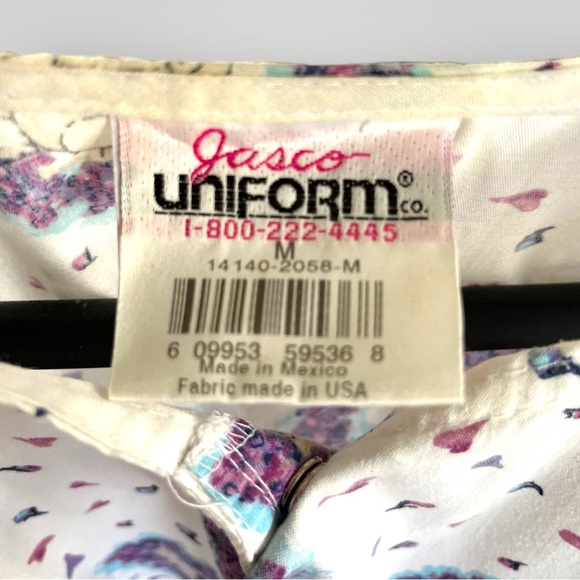 Jasco
UNIFORM® CO.
1-800-222-4445
M
14140-2058-M
6 09953 59536 8
Made in Mexico
Fabric made in USA